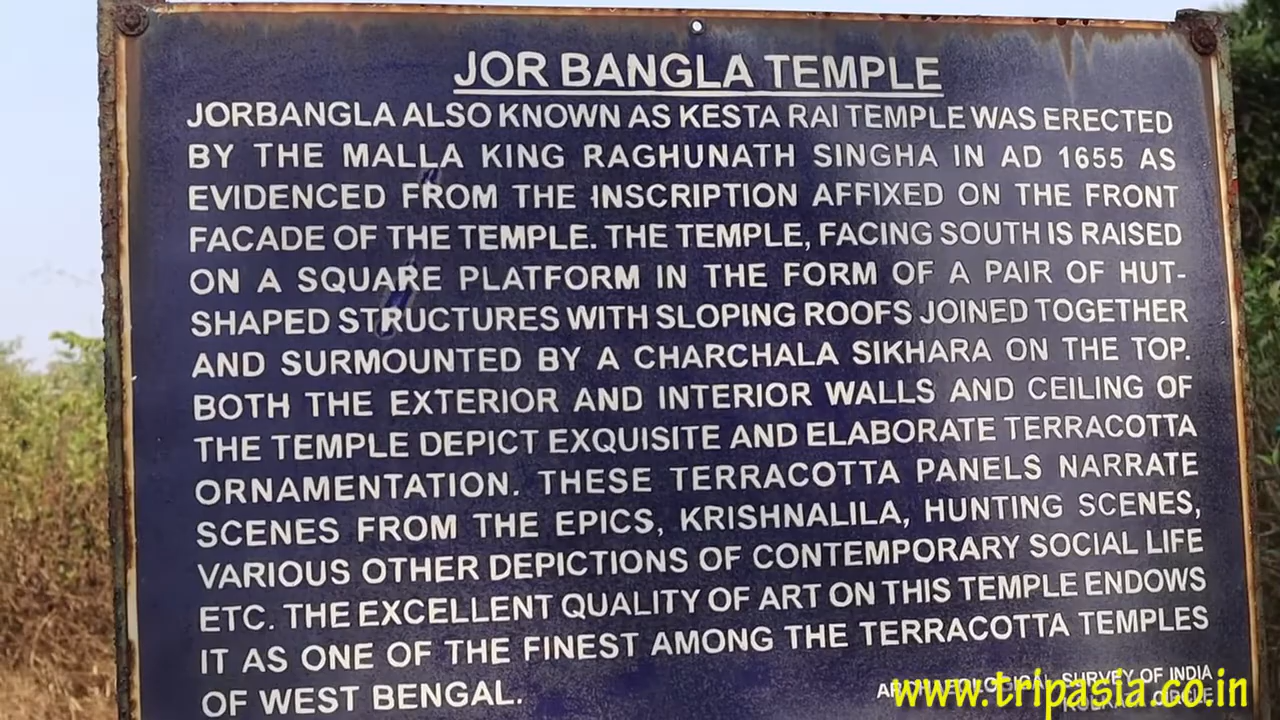 JOR BANGLA TEMPLE
JORBANGLA ALSO KNOWN AS KESTA RAI TEMPLE WAS ERECTED
BY THE MALLA KING RAGHUNATH SINGHA IN AD 1655 AS
EVIDENCED FROM THE INSCRIPTION AFFIXED ON THE FRONT
FACADE OF THE TEMPLE. THE TEMPLE, FACING SOUTH IS RAISED
ON A SQUARE PLATFORM IN THE FORM OF A PAIR OF HUT-
SHAPED STRUCTURES WITH SLOPING ROOFS JOINED TOGETHER
AND SURMOUNTED BY A CHARCHALA SIKHARA ON THE TOP.
BOTH THE EXTERIOR AND INTERIOR WALLS AND CEILING OF
THE TEMPLE DEPICT EXQUISITE AND ELABORATE TERRACOTTA
ORNAMENTATION. THESE TERRACOTTA PANELS NARRATE
SCENES FROM THE EPICS, KRISHNALILA, HUNTING SCENES,
VARIOUS OTHER DEPICTIONS OF CONTEMPORARY SOCIAL LIFE
ETC. THE EXCELLENT QUALITY OF ART ON THIS TEMPLE ENDOWS
IT AS ONE OF THE FINEST AMONG THE TERRACOTTA TEMPLES
OF WEST BENGAL.
ARCHAEOLOGICAL SURVEY OF INDIA
www.tripasia.co.in